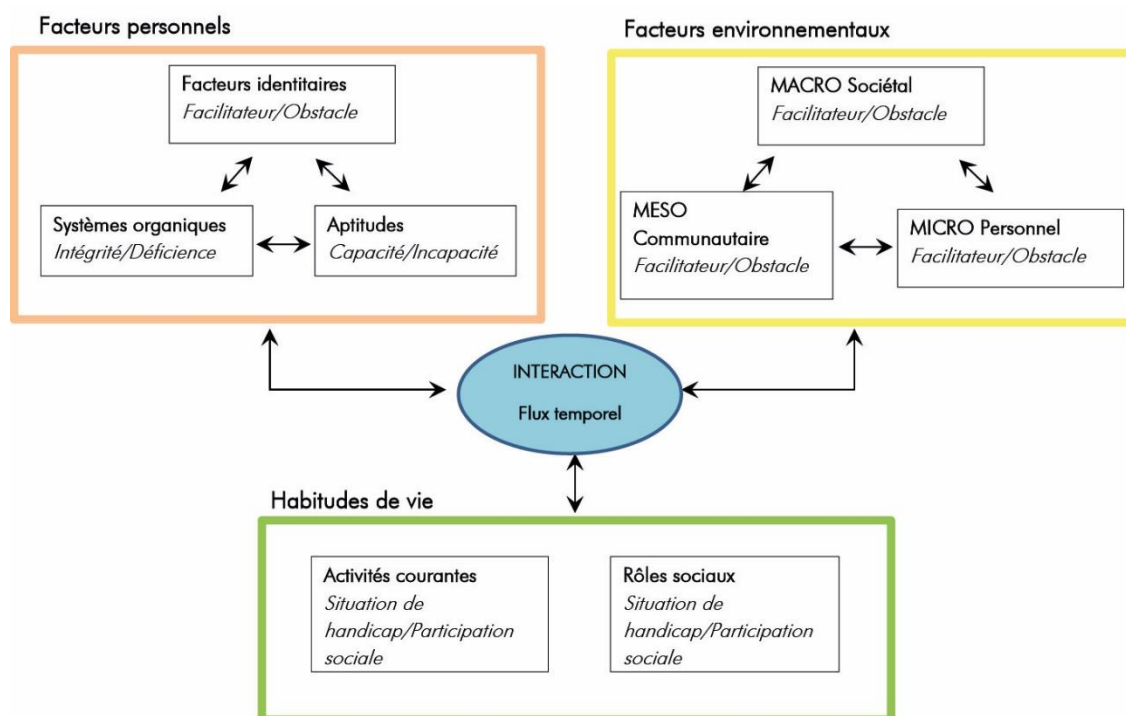 Facteurs personnels
Facteurs identitaires
Facilitateur/Obstacle
Systèmes organiques
Intégrité/Déficience
Aptitudes
Capacité/Incapacité
Facteurs environnementaux
MACRO Sociétal
Facilitateur/Obstacle
MESO
Communautaire
Facilitateur/Obstacle
MICRO Personnel
Facilitateur/Obstacle
INTERACTION
Flux temporel
Habitudes de vie
Activités courantes
Situation de
handicap/Participation
sociale
Rôles sociaux
Situation de
handicap/Participation
sociale